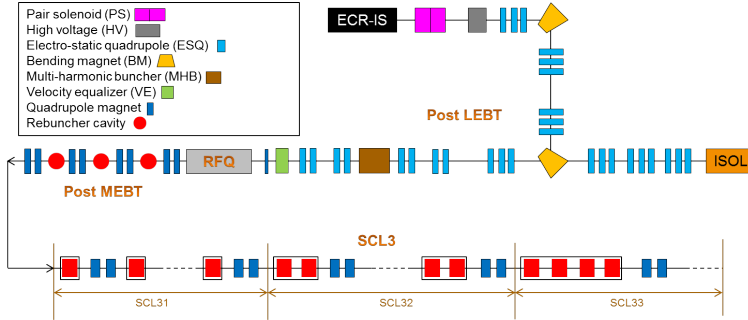 Pair solenoid (PS)
High voltage (HV)
Electro-static quadrupole (ESQ)
Bending magnet (BM)
Multi-harmonic buncher (MHB)
Velocity equalizer (VE)
Quadrupole magnet
Rebuncher cavity
ECR-IS
Post LEBT
RFQ
ISOL
Post MEBT
SCL3
SCL31
SCL32
SCL33